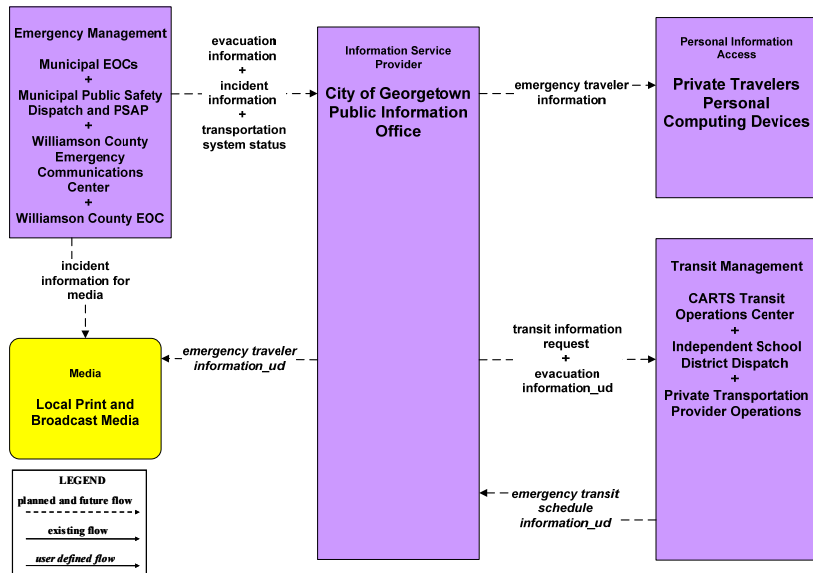 Emergency Management
Municipal EOCs
+
Municipal Public Safety
Dispatch and PSAP
+
Williamson County
Emergency
Communications
Center
+
Williamson County EOC
evacuation
information
+
incident
information
+
transportation
system status
Information Service
Provider
City of Georgetown
Public Information
Office
emergency traveler
information
Personal Information
Access
Private Travelers
Personal
Computing Devices
incident
information for
media
Media
Local Print and
Broadcast Media
emergency traveler
information_ud
transit information
request
+
evacuation
information_ud
Transit Management
CARTS Transit
Operations Center
+
Independent School
District Dispatch
+
Private Transportation
Provider Operations
emergency transit
schedule
information_ud
LEGEND
planned and future flow
existing flow
user defined flow